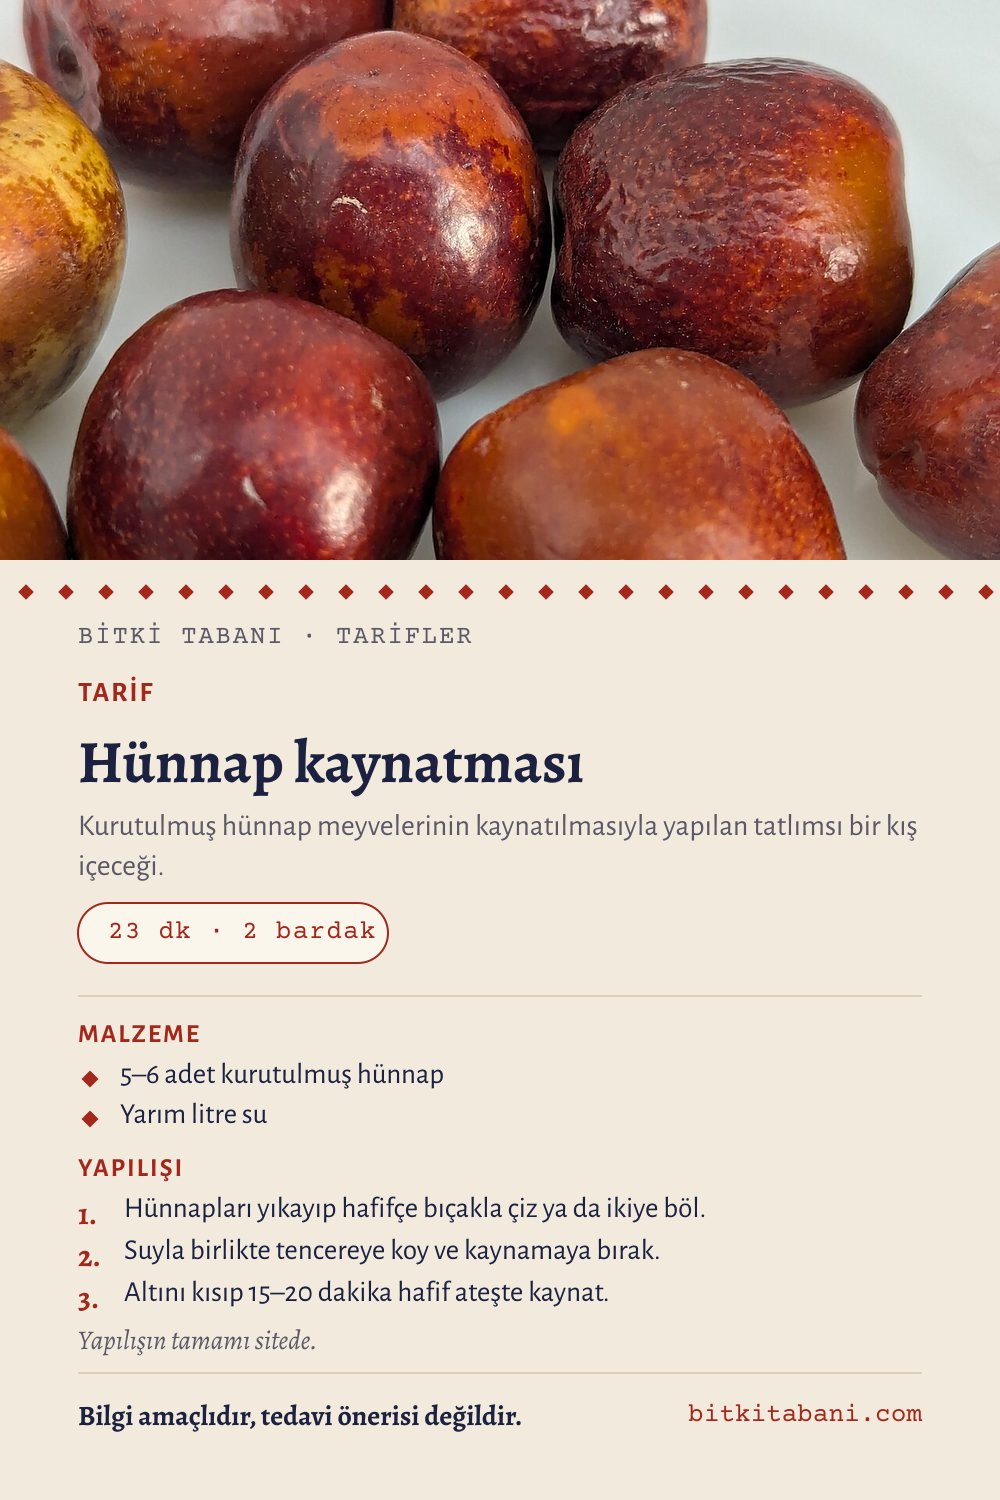 BİTKİ TABANI · TARİFLER
TARİF
Hünnap kaynatması
Kurutulmuş hünnap meyvelerinin kaynatılmasıyla yapılan tatlımsı bir kış
içeceği.
23 dk · 2 bardak
MALZEME
◆ 5–6 adet kurutulmuş hünnap
◆ Yarım litre su
YAPILIŞI
1. Hünnapları yıkayıp hafifçe bıçakla çiz ya da ikiye böl.
2. Suyla birlikte tencereye koy ve kaynamaya bırak.
3. Altını kısıp 15–20 dakika hafif ateşte kaynat.
Yapılışın tamamı sitede.
Bilgi amaçlıdır, tedavi önerisi değildir.
bitkitabani.com